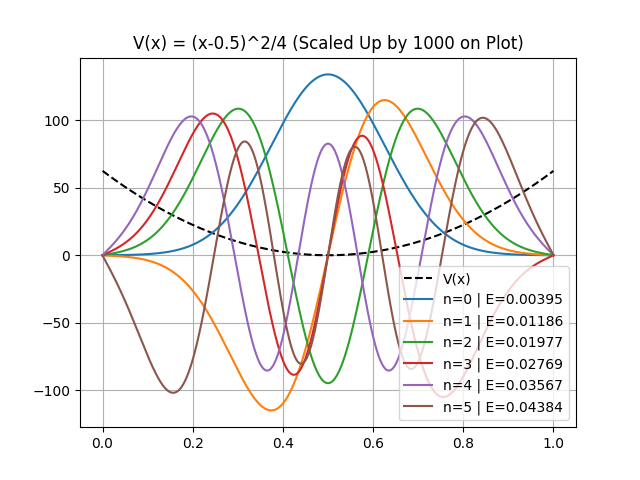 V(x) = (x-0.5)^2/4 (Scaled Up by 1000 on Plot)
100
50
0
−50
−100
V(x)
n=0 | E=0.00395
n=1 | E=0.01186
n=2 | E=0.01977
n=3 | E=0.02769
n=4 | E=0.03567
n=5 | E=0.04384
0.0 0.2 0.4 0.6 0.8 1.0